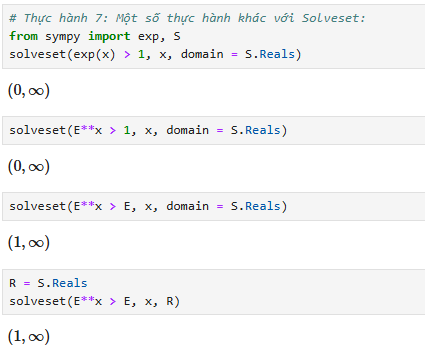 # Thực hành 7: Một số thực hành khác với Solveset:
from sympy import exp, S
solveset(exp(x) > 1, x, domain = S.Reals)
(0, ∞)
solveset(E**x > 1, x, domain = S.Reals)
(0, ∞)
solveset(E**x > E, x, domain = S.Reals)
(1, ∞)
R = S.Reals
solveset(E**x > E, x, R)
(1, ∞)